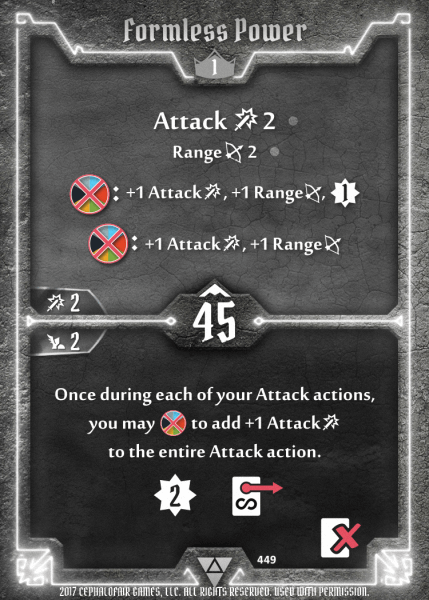 Formless Power
1
Attack 2
Range 2
: +1 Attack, +1 Range, 1
: +1 Attack, +1 Range
2
45
2
Once during each of your Attack actions,
you may to add +1 Attack
to the entire Attack action.
2
449
2017 CEPHALOFAIR GAMES, LLC. ALL RIGHTS RESERVED. USED WITH PERMISSION.